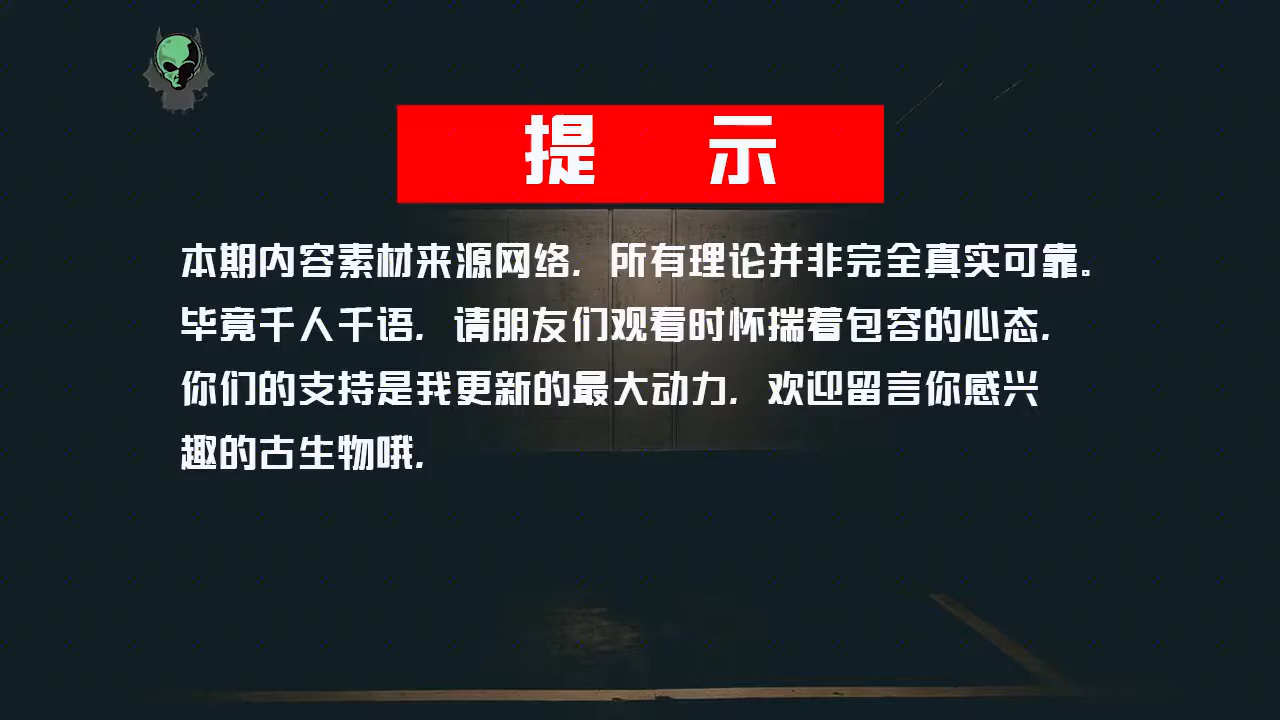 提 示
本期内容素材来源网络，所有理论并非完全真实可靠。
毕竟千人千语，请朋友们观看时怀揣着包容的心态，
你们的支持是我更新的最大动力，欢迎留言你感兴
趣的古生物哦，